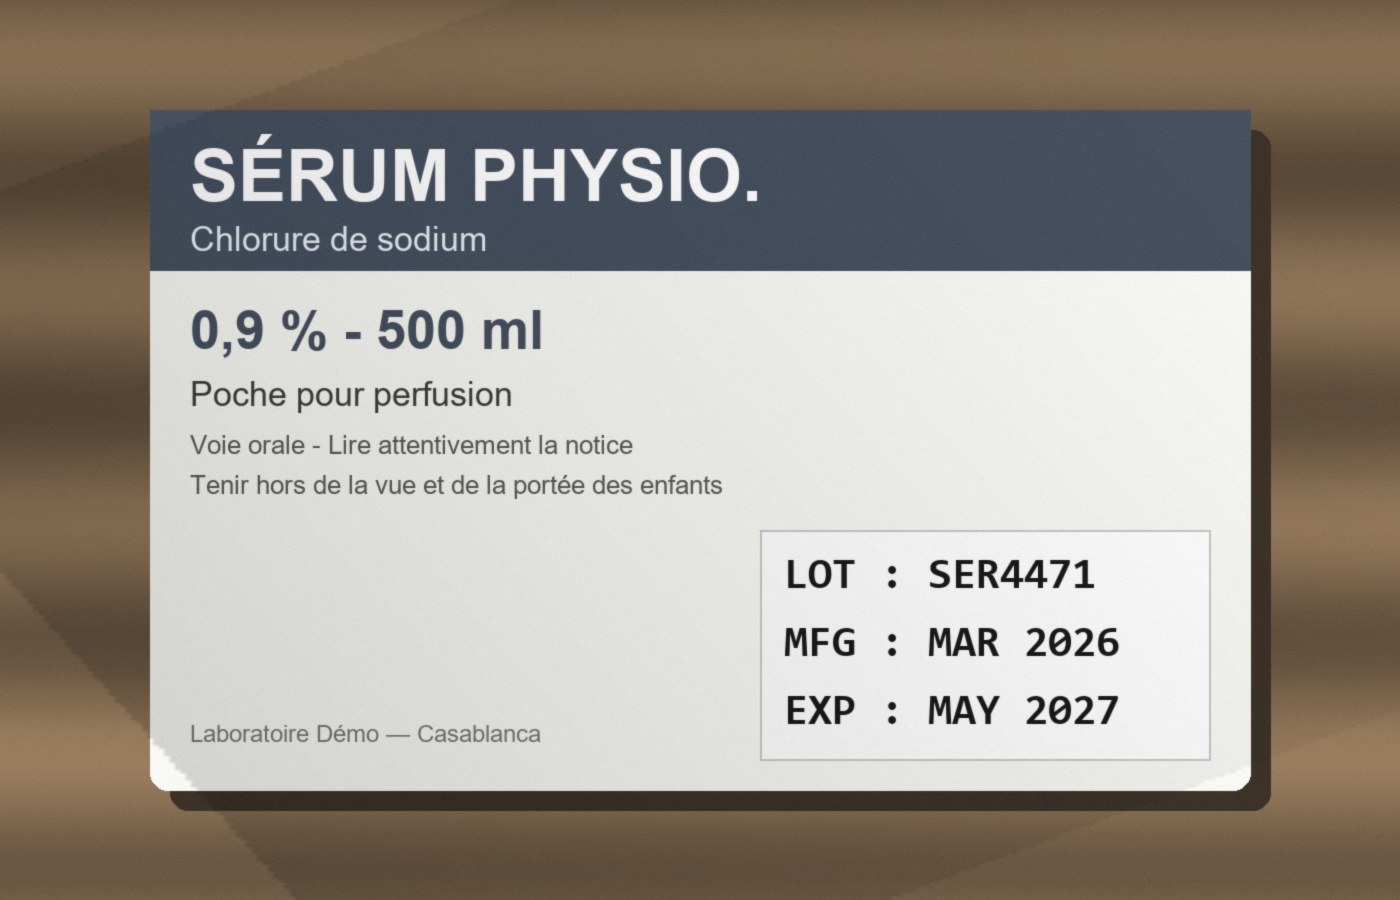 SÉRUM PHYSIO.
Chlorure de sodium
0,9 % - 500 ml
Poche pour perfusion
Voie orale - Lire attentivement la notice
Tenir hors de la vue et de la portée des enfants
LOT : SER4471
MFG : MAR 2026
EXP : MAY 2027
Laboratoire Démo — Casablanca